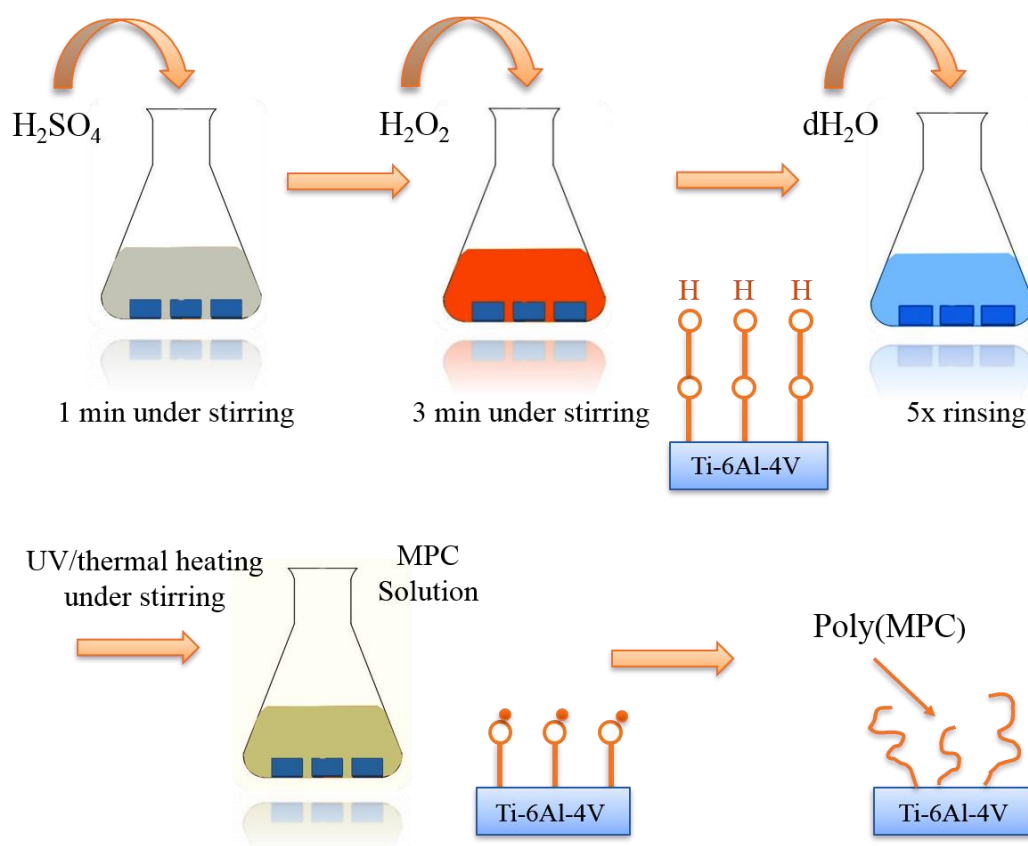 H₂SO₄
H₂O₂
dH₂O
1 min under stirring
3 min under stirring
H H H
Ti-6Al-4V
5x rinsing
UV/thermal heating
under stirring
MPC
Solution
Ti-6Al-4V
Poly(MPC)
Ti-6Al-4V